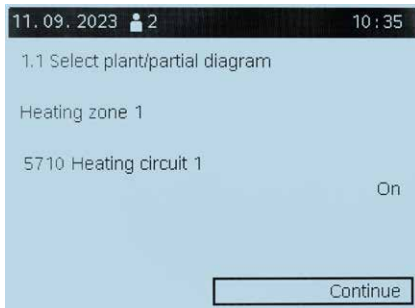 11.09.2023 2 10:35
1.1 Select plant/partial diagram
Heating zone 1
5710 Heating circuit 1
On
Continue